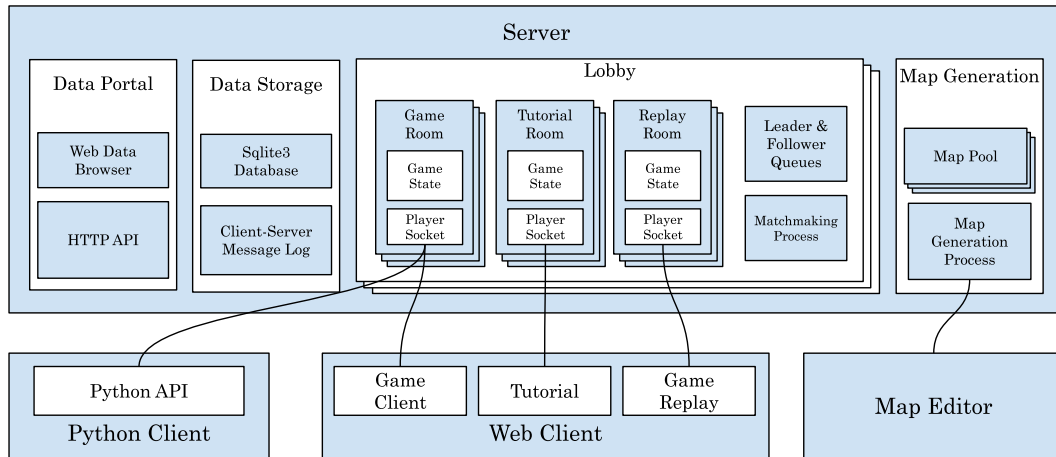 Server
Data Portal
Web Data
Browser
HTTP API
Data Storage
Sqlite3
Database
Client-Server
Message Log
Lobby
Game
Room
Game
State
Player
Socket
Tutorial
Room
Game
State
Player
Socket
Replay
Room
Game
State
Player
Socket
Leader &
Follower
Queues
Matchmaking
Process
Map Generation
Map Pool
Map
Generation
Process
Python API
Python Client
Game
Client
Tutorial
Game
Replay
Web Client
Map Editor